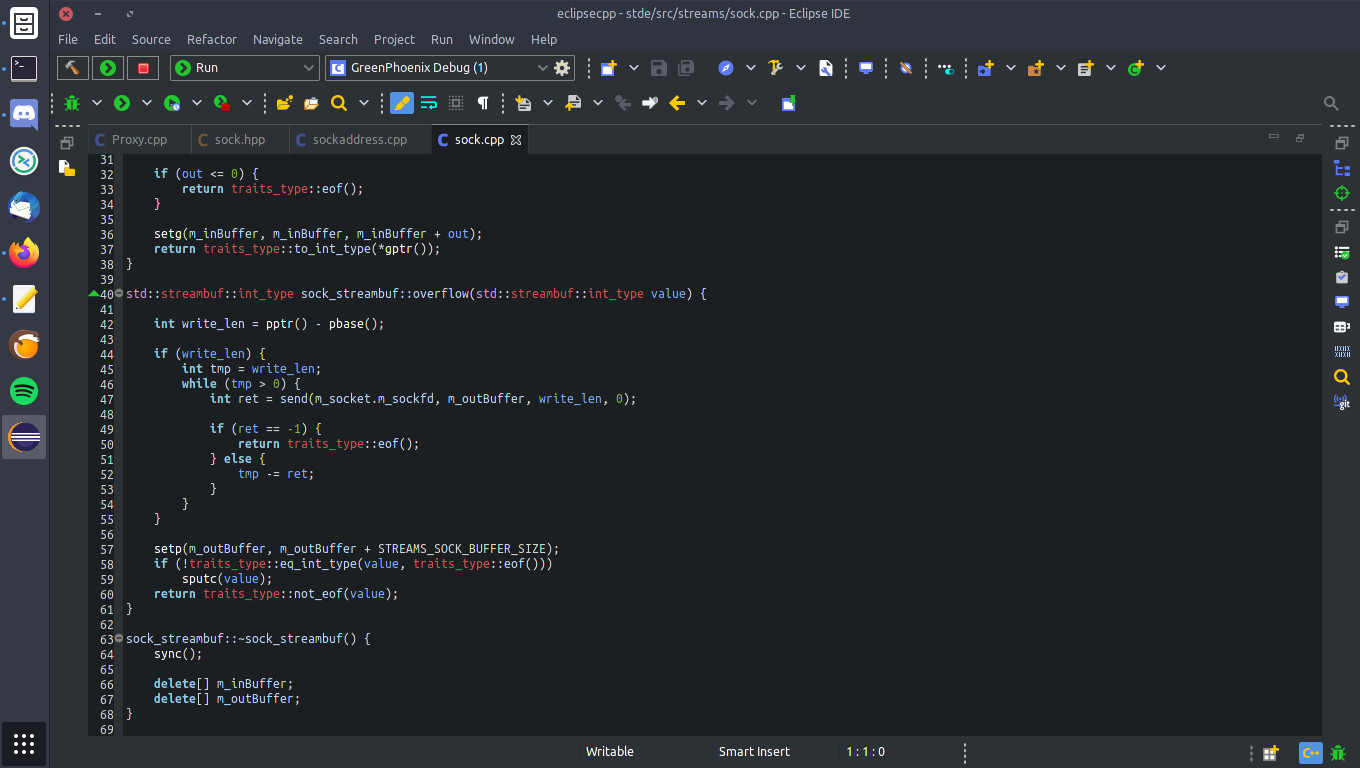 eclipsecpp - stde/src/streams/sock.cpp - Eclipse IDE
File Edit Source Refactor Navigate Search Project Run Window Help
Run GreenPhoenix Debug (1)
Proxy.cpp sock.hpp sockaddress.cpp sock.cpp
31
32     if (out <= 0) {
33         return traits_type::eof();
34     }
35
36     setg(m_inBuffer, m_inBuffer, m_inBuffer + out);
37     return traits_type::to_int_type(*gptr());
38 }
39
40 std::streambuf::int_type sock_streambuf::overflow(std::streambuf::int_type value) {
41
42     int write_len = pptr() - pbase();
43
44     if (write_len) {
45         int tmp = write_len;
46         while (tmp > 0) {
47             int ret = send(m_socket.m_sockfd, m_outBuffer, write_len, 0);
48
49             if (ret == -1) {
50                 return traits_type::eof();
51             } else {
52                 tmp -= ret;
53             }
54         }
55     }
56
57     setp(m_outBuffer, m_outBuffer + STREAMS_SOCK_BUFFER_SIZE);
58     if (!traits_type::eq_int_type(value, traits_type::eof()))
59         sputc(value);
60     return traits_type::not_eof(value);
61 }
62
63 sock_streambuf::~sock_streambuf() {
64     sync();
65
66     delete[] m_inBuffer;
67     delete[] m_outBuffer;
68 }
69
git
Writable Smart Insert 1 : 1 : 0
C++